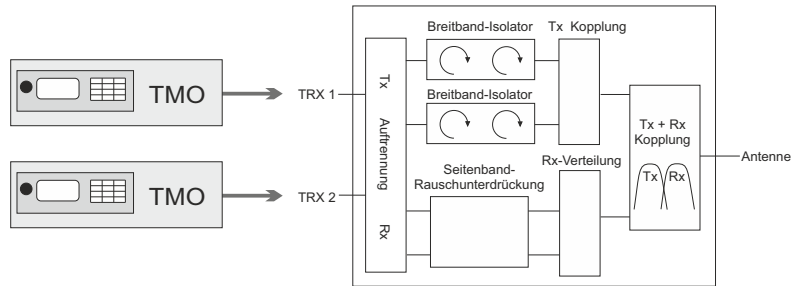 Breitband-Isolator
Tx Kopplung
TMO
TRX 1
Tx
Auftrennung
Rx
Breitband-Isolator
Tx + Rx
Kopplung
Tx
Rx
Antenne
TMO
TRX 2
Seitenband-
Rauschunterdrückung
Rx-Verteilung